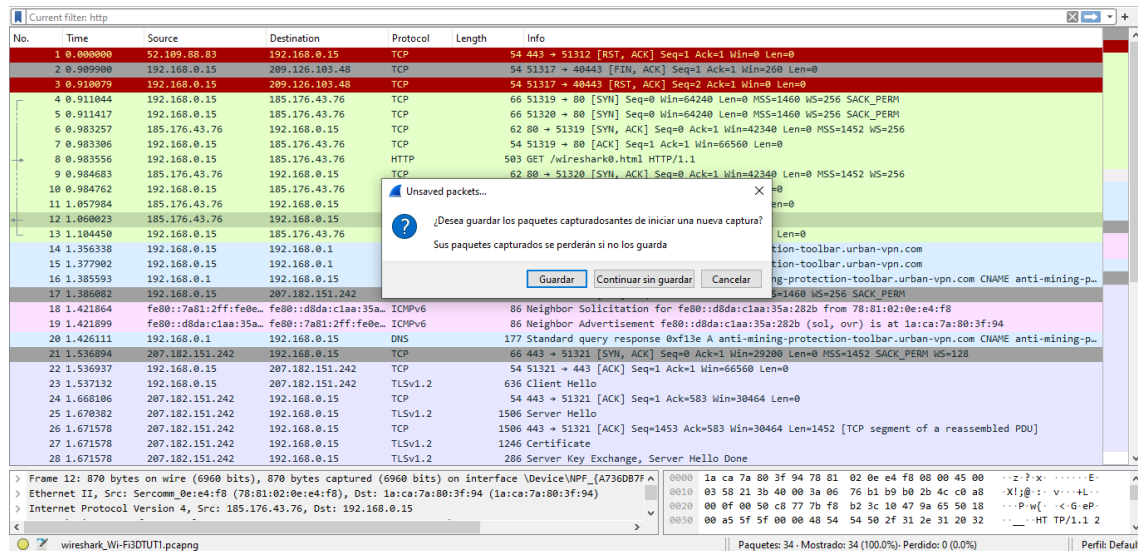 Current filter: http
No. Time Source Destination Protocol Length Info
1 0.000000 52.109.88.83 192.168.0.15 TCP 54 443 → 51312 [RST, ACK] Seq=1 Ack=1 Win=0 Len=0
2 0.909900 192.168.0.15 209.126.103.48 TCP 54 51317 → 40443 [FIN, ACK] Seq=1 Ack=1 Win=260 Len=0
3 0.910079 192.168.0.15 209.126.103.48 TCP 54 51317 → 40443 [RST, ACK] Seq=2 Ack=1 Win=0 Len=0
4 0.911044 192.168.0.15 185.176.43.76 TCP 66 51319 → 80 [SYN] Seq=0 Win=64240 Len=0 MSS=1460 WS=256 SACK_PERM
5 0.911417 192.168.0.15 185.176.43.76 TCP 66 51320 → 80 [SYN] Seq=0 Win=64240 Len=0 MSS=1460 WS=256 SACK_PERM
6 0.983257 185.176.43.76 192.168.0.15 TCP 62 80 → 51319 [SYN, ACK] Seq=0 Ack=1 Win=42340 Len=0 MSS=1452 WS=256
7 0.983306 192.168.0.15 185.176.43.76 TCP 54 51319 → 80 [ACK] Seq=1 Ack=1 Win=66560 Len=0
8 0.983556 192.168.0.15 185.176.43.76 HTTP 503 GET /wireshark0.html HTTP/1.1
9 0.984683 185.176.43.76 192.168.0.15 TCP 62 80 → 51320 [SYN, ACK] Seq=0 Ack=1 Win=42340 Len=0 MSS=1452 WS=256
10 0.984762 192.168.0.15 185.176.43.76 =0
11 1.057984 185.176.43.76 192.168.0.15 en=0
12 1.060023 185.176.43.76 192.168.0.15
13 1.104450 192.168.0.15 185.176.43.76 Len=0
14 1.356338 192.168.0.15 192.168.0.1 tion-toolbar.urban-vpn.com
15 1.377902 192.168.0.15 192.168.0.1 tion-toolbar.urban-vpn.com
16 1.385593 192.168.0.1 192.168.0.15 ng-protection-toolbar.urban-vpn.com CNAME anti-mining-p…
17 1.386082 192.168.0.15 207.182.151.242 S=1460 WS=256 SACK_PERM
Unsaved packets...
¿Desea guardar los paquetes capturadosantes de iniciar una nueva captura?
Sus paquetes capturados se perderán si no los guarda
Guardar Continuar sin guardar Cancelar
18 1.421864 fe80::7a81:2ff:fe0e… fe80::d8da:c1aa:35a… ICMPv6 86 Neighbor Solicitation for fe80::d8da:c1aa:35a:282b from 78:81:02:0e:e4:f8
19 1.421899 fe80::d8da:c1aa:35a… fe80::7a81:2ff:fe0e… ICMPv6 86 Neighbor Advertisement fe80::d8da:c1aa:35a:282b (sol, ovr) is at 1a:ca:7a:80:3f:94
20 1.426111 192.168.0.1 192.168.0.15 DNS 177 Standard query response 0xf13e A anti-mining-protection-toolbar.urban-vpn.com CNAME anti-mining-p…
21 1.536894 207.182.151.242 192.168.0.15 TCP 66 443 → 51321 [SYN, ACK] Seq=0 Ack=1 Win=29200 Len=0 MSS=1452 SACK_PERM WS=128
22 1.536937 192.168.0.15 207.182.151.242 TCP 54 51321 → 443 [ACK] Seq=1 Ack=1 Win=66560 Len=0
23 1.537132 192.168.0.15 207.182.151.242 TLSv1.2 636 Client Hello
24 1.668106 207.182.151.242 192.168.0.15 TCP 54 443 → 51321 [ACK] Seq=1 Ack=583 Win=30464 Len=0
25 1.670382 207.182.151.242 192.168.0.15 TLSv1.2 1506 Server Hello
26 1.671578 207.182.151.242 192.168.0.15 TCP 1506 443 → 51321 [ACK] Seq=1453 Ack=583 Win=30464 Len=1452 [TCP segment of a reassembled PDU]
27 1.671578 207.182.151.242 192.168.0.15 TLSv1.2 1246 Certificate
28 1.671578 207.182.151.242 192.168.0.15 TLSv1.2 286 Server Key Exchange, Server Hello Done
Frame 12: 870 bytes on wire (6960 bits), 870 bytes captured (6960 bits) on interface \Device\NPF_{A736DB7F
Ethernet II, Src: Sercomm_0e:e4:f8 (78:81:02:0e:e4:f8), Dst: 1a:ca:7a:80:3f:94 (1a:ca:7a:80:3f:94)
Internet Protocol Version 4, Src: 185.176.43.76, Dst: 192.168.0.15
0000 1a ca 7a 80 3f 94 78 81 02 0e e4 f8 08 00 45 00 ··z·?·x· ······E·
0010 03 58 21 3b 40 00 3a 06 76 b1 b9 b0 2b 4c c0 a8 ·X!;@·:· v···+L··
0020 00 0f 00 50 c8 77 7b f8 b2 3c 10 47 9a 65 50 18 ···P·w{· ·<·G·eP·
0030 00 a5 5f 5f 00 00 48 54 54 50 2f 31 2e 31 20 32 ··__··HT TP/1.1 2
wireshark_Wi-Fi3DTUT1.pcapng Paquetes: 34 · Mostrado: 34 (100.0%)· Perdido: 0 (0.0%) Perfil: Defaul